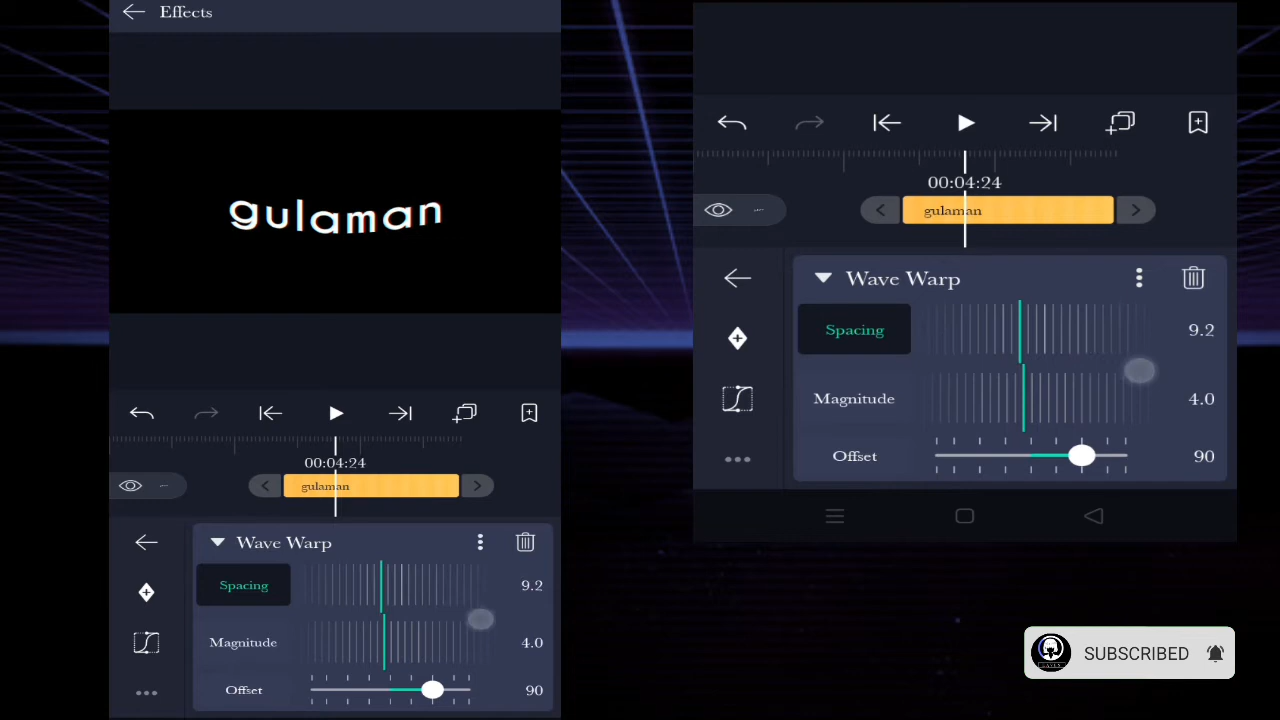 Effects
gulaman
00:04:24
gulaman
Wave Warp
Spacing
9.2
Magnitude
4.0
Offset
90
00:04:24
gulaman
Wave Warp
Spacing
9.2
Magnitude
4.0
Offset
90
SUBSCRIBED